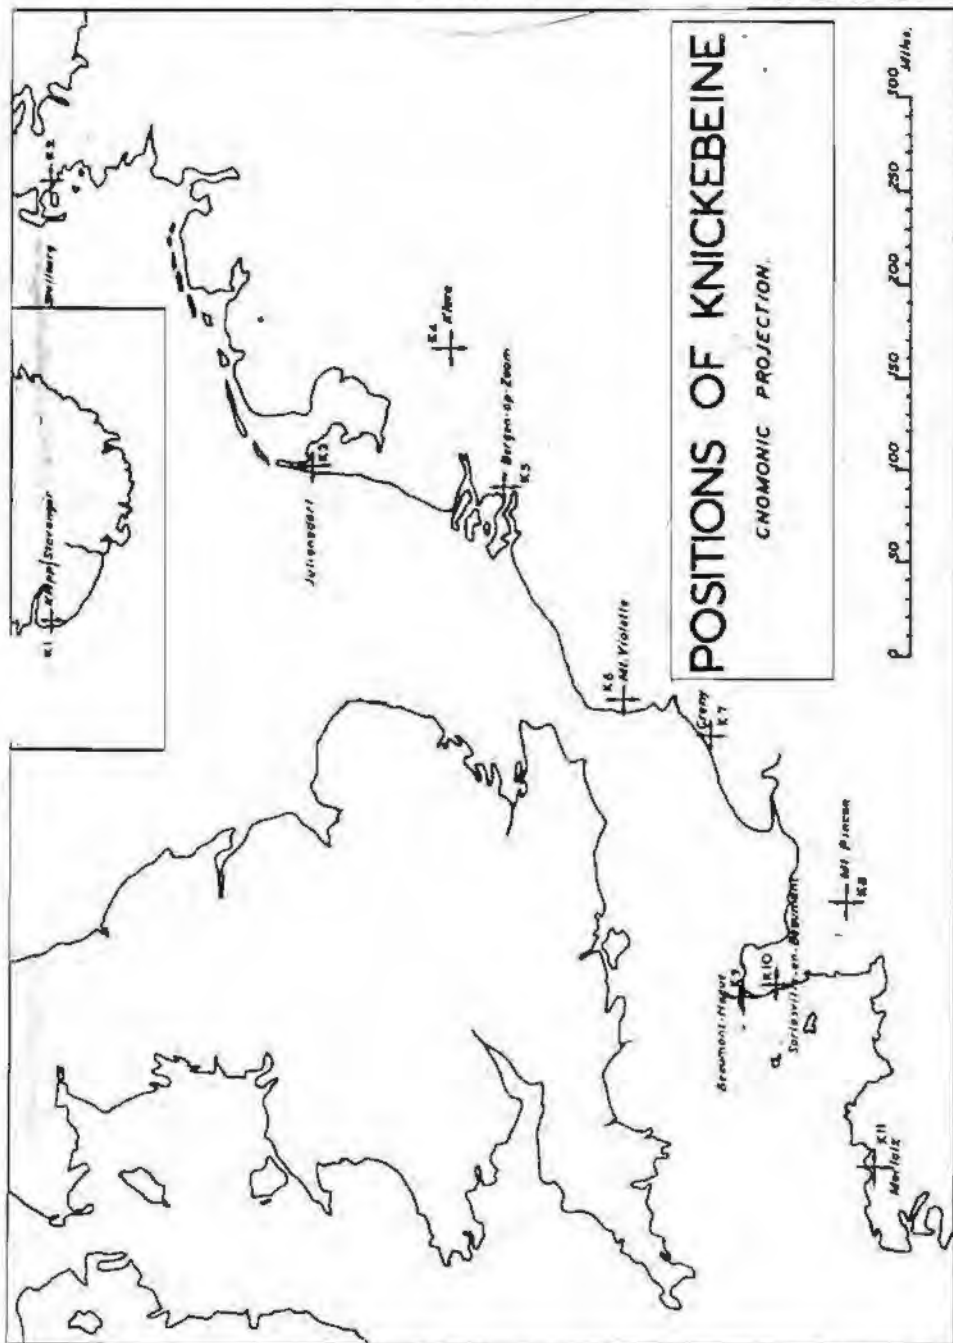 POSITIONS OF KNICKEBEINE
GNOMONIC PROJECTION.
0 50 100 150 200 250 300 Miles.
K1
Klepp/Stavanger
Stollberg
K2
Julianadorf
K3
K4
Kleve
Bergen-op-Zoom
K5
K6
Mt. Violette
Greny
K7
Mt. Pincon
K8
Beaumont-Hague
K9
K10
Sortosville-en-Beaumont
K11
Morlaix